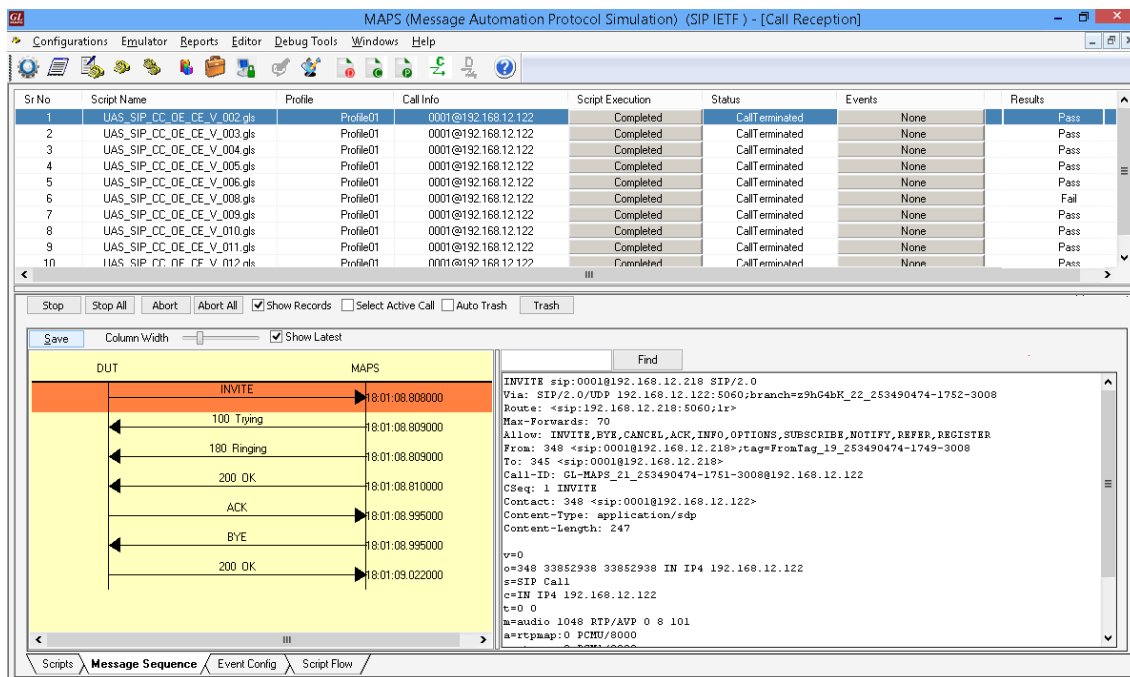 GL
MAPS (Message Automation Protocol Simulation) (SIP IETF ) - [Call Reception]
Configurations Emulator Reports Editor Debug Tools Windows Help
Sr No Script Name Profile Call Info Script Execution Status Events Results
1 UAS_SIP_CC_OE_CE_V_002.gls Profile01 0001@192.168.12.122 Completed CallTerminated None Pass
2 UAS_SIP_CC_OE_CE_V_003.gls Profile01 0001@192.168.12.122 Completed CallTerminated None Pass
3 UAS_SIP_CC_OE_CE_V_004.gls Profile01 0001@192.168.12.122 Completed CallTerminated None Pass
4 UAS_SIP_CC_OE_CE_V_005.gls Profile01 0001@192.168.12.122 Completed CallTerminated None Pass
5 UAS_SIP_CC_OE_CE_V_006.gls Profile01 0001@192.168.12.122 Completed CallTerminated None Pass
6 UAS_SIP_CC_OE_CE_V_008.gls Profile01 0001@192.168.12.122 Completed CallTerminated None Fail
7 UAS_SIP_CC_OE_CE_V_009.gls Profile01 0001@192.168.12.122 Completed CallTerminated None Pass
8 UAS_SIP_CC_OE_CE_V_010.gls Profile01 0001@192.168.12.122 Completed CallTerminated None Pass
9 UAS_SIP_CC_OE_CE_V_011.gls Profile01 0001@192.168.12.122 Completed CallTerminated None Pass
10 UAS_SIP_CC_OE_CE_V_012.gls Profile01 0001@192.168.12.122 Completed CallTerminated None Pass
Stop Stop All Abort Abort All Show Records Select Active Call Auto Trash Trash
Save Column Width Show Latest
DUT MAPS
INVITE
18:01:08.808000
100 Trying
18:01:08.809000
180 Ringing
18:01:08.809000
200 OK
18:01:08.810000
ACK
18:01:08.995000
BYE
18:01:08.995000
200 OK
18:01:09.022000
Find
INVITE sip:0001@192.168.12.218 SIP/2.0
Via: SIP/2.0/UDP 192.168.12.122:5060;branch=z9hG4bK_22_253490474-1752-3008
Route: <sip:192.168.12.218:5060;lr>
Max-Forwards: 70
Allow: INVITE,BYE,CANCEL,ACK,INFO,OPTIONS,SUBSCRIBE,NOTIFY,REFER,REGISTER
From: 348 <sip:0001@192.168.12.218>;tag=FromTag_19_253490474-1749-3008
To: 345 <sip:0001@192.168.12.218>
Call-ID: GL-MAPS_21_253490474-1751-3008@192.168.12.122
CSeq: 1 INVITE
Contact: 348 <sip:0001@192.168.12.122>
Content-Type: application/sdp
Content-Length: 247
v=0
o=348 33852938 33852938 IN IP4 192.168.12.122
s=SIP Call
c=IN IP4 192.168.12.122
t=0 0
m=audio 1048 RTP/AVP 0 8 101
a=rtpmap:0 PCMU/8000
Scripts Message Sequence Event Config Script Flow